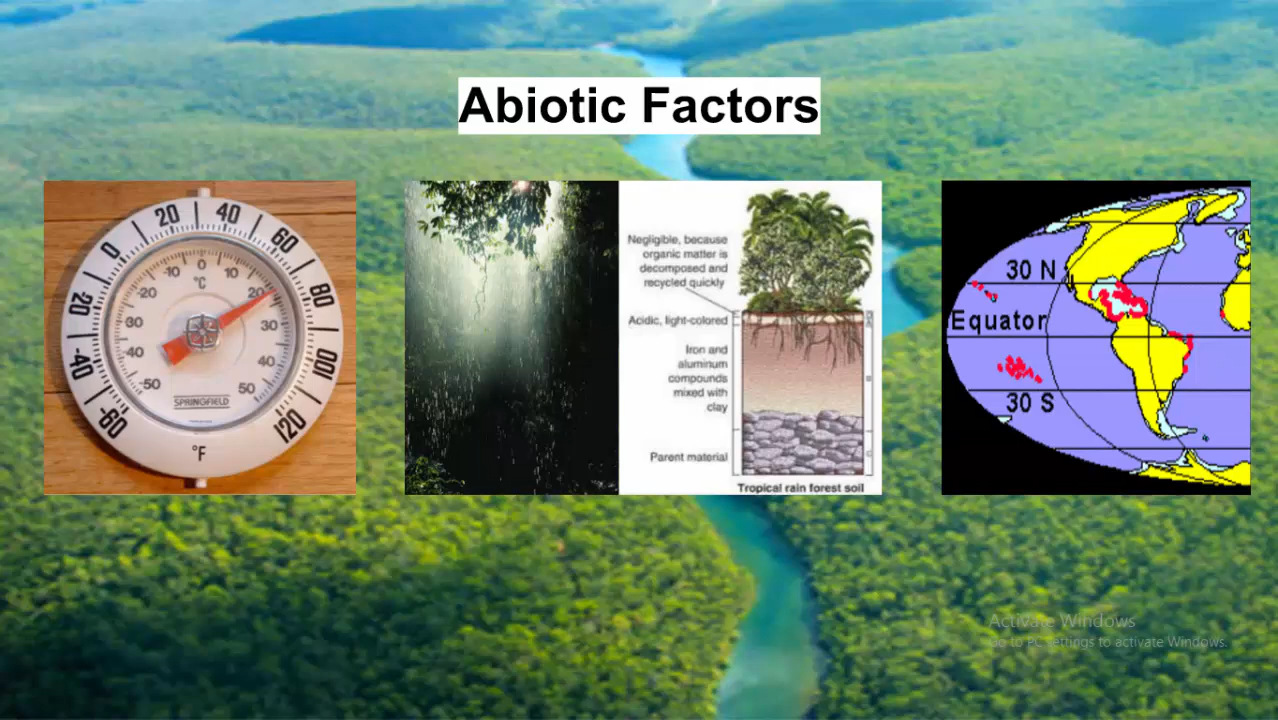 Abiotic Factors
20 40
0 60
20 80
-40 100
-60 120
-10 0 10
°C
-20 20
-30 30
-40 40
-50 50
SPRINGFIELD
°F
Negligible, because
organic matter is
decomposed and
recycled quickly
Acidic, light-colored
Iron and
aluminum
compounds
mixed with
clay
Parent material
Tropical rain forest soil
30 N
Equator
30 S
Activate Windows
Go to PC settings to activate Windows.